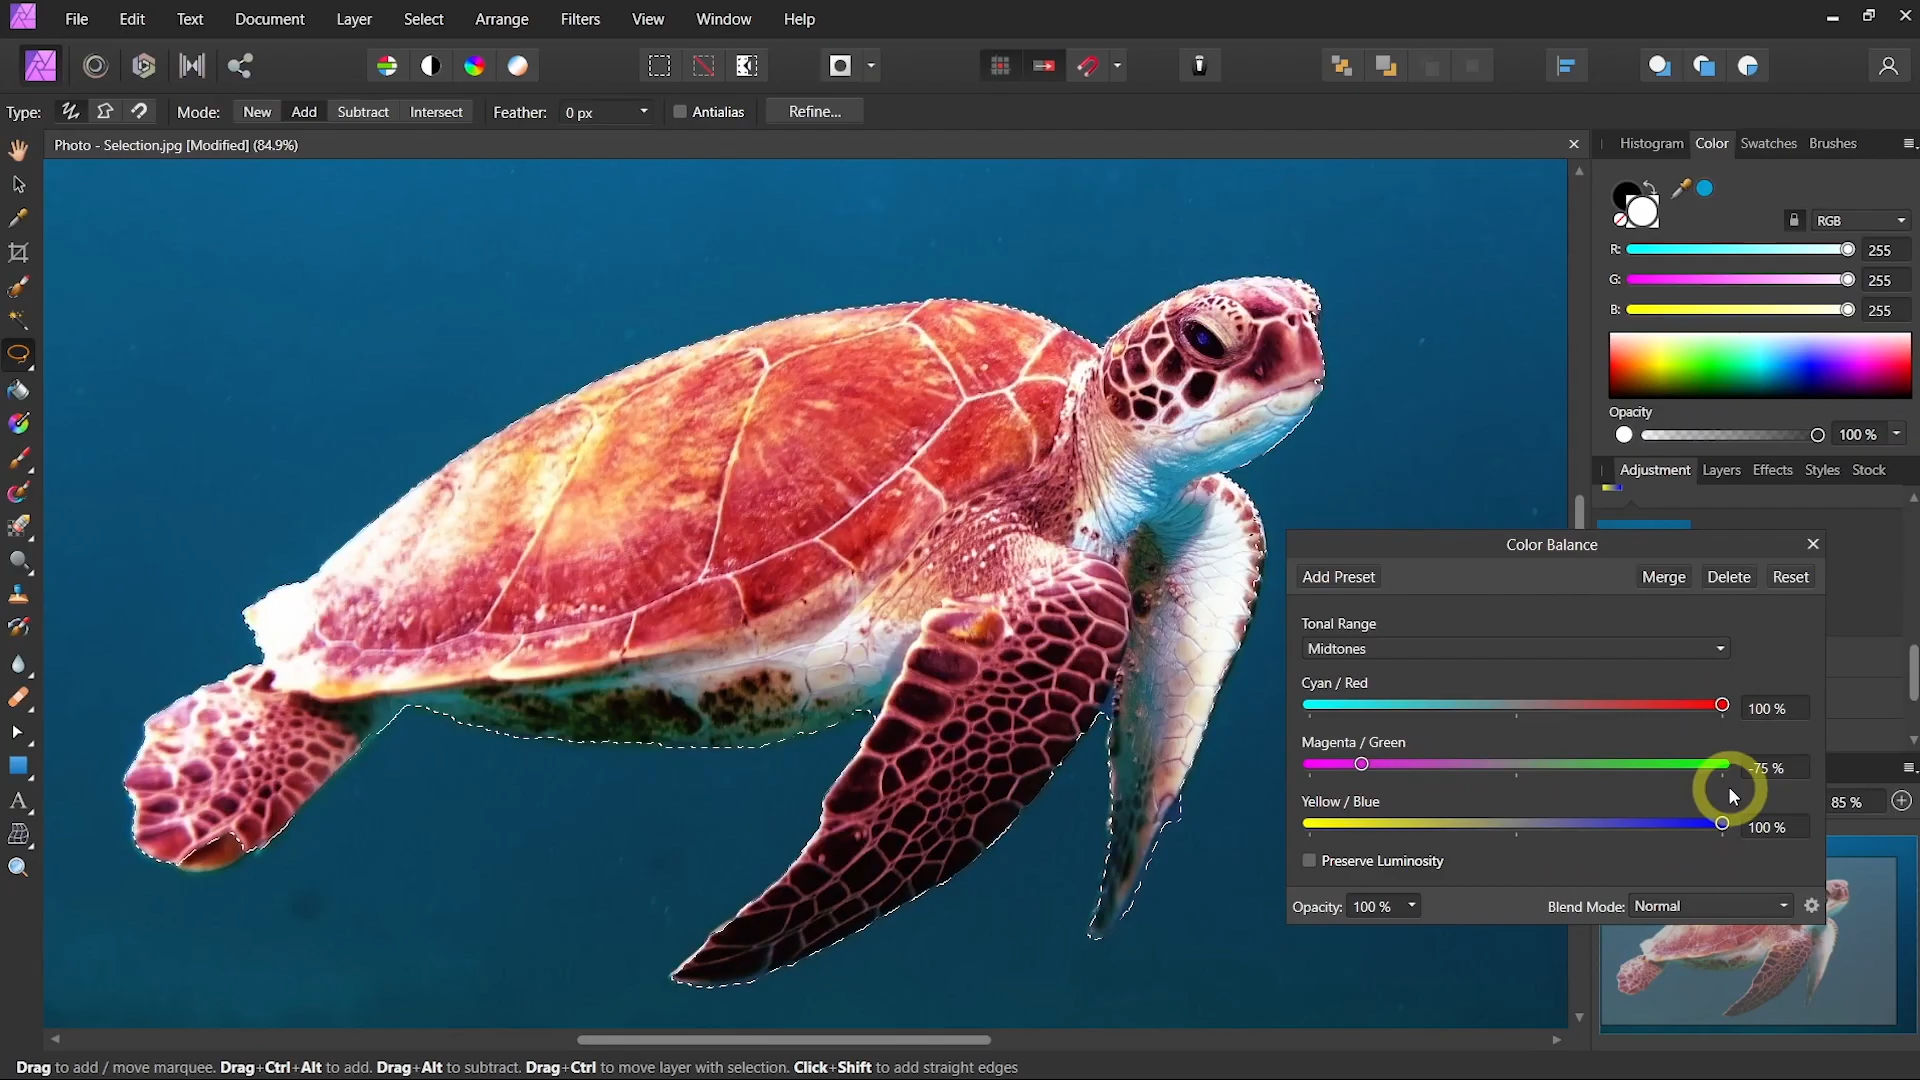 File Edit Text Document Layer Select Arrange Filters View Window Help
Type: Mode: New Add Subtract Intersect Feather: 0 px Antialias Refine...
Photo - Selection.jpg [Modified] (84.9%)
Histogram Color Swatches Brushes
RGB
R: 255
G: 255
B: 255
Opacity
100 %
Adjustment Layers Effects Styles Stock
Color Balance
Add Preset Merge Delete Reset
Tonal Range
Midtones
Cyan / Red
100 %
Magenta / Green
-75 %
Yellow / Blue
85 %
100 %
Preserve Luminosity
Opacity: 100 % Blend Mode: Normal
Drag to add / move marquee. Drag+Ctrl+Alt to add. Drag+Alt to subtract. Drag+Ctrl to move layer with selection. Click+Shift to add straight edges